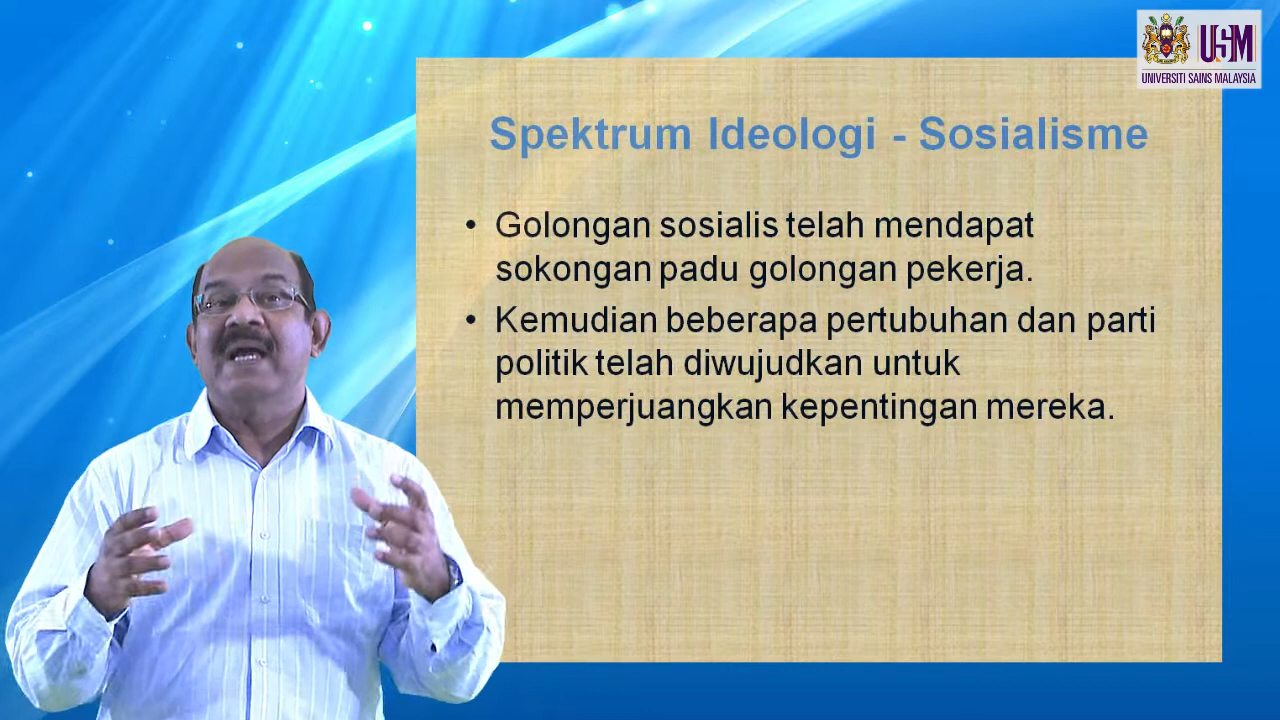 USM
UNIVERSITI SAINS MALAYSIA
Spektrum Ideologi - Sosialisme
• Golongan sosialis telah mendapat
sokongan padu golongan pekerja.
• Kemudian beberapa pertubuhan dan parti
politik telah diwujudkan untuk
memperjuangkan kepentingan mereka.